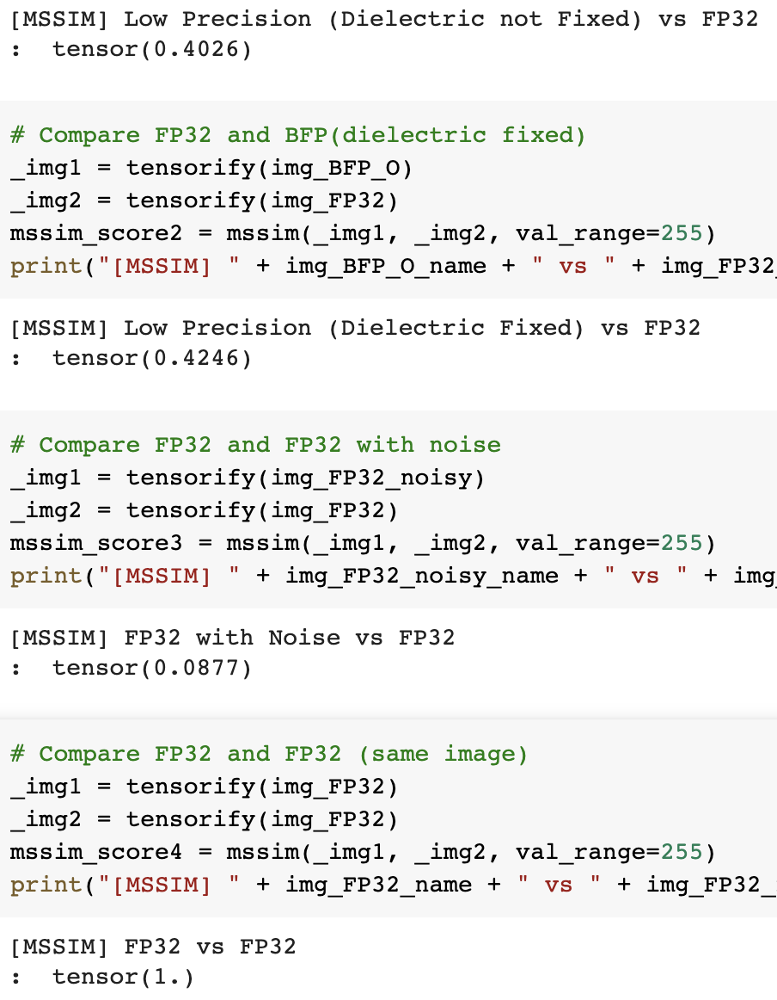 [MSSIM] Low Precision (Dielectric not Fixed) vs FP32
:  tensor(0.4026)
# Compare FP32 and BFP(dielectric fixed)
_img1 = tensorify(img_BFP_O)
_img2 = tensorify(img_FP32)
mssim_score2 = mssim(_img1, _img2, val_range=255)
print("[MSSIM] " + img_BFP_O_name + " vs " + img_FP32_
[MSSIM] Low Precision (Dielectric Fixed) vs FP32
:  tensor(0.4246)
# Compare FP32 and FP32 with noise
_img1 = tensorify(img_FP32_noisy)
_img2 = tensorify(img_FP32)
mssim_score3 = mssim(_img1, _img2, val_range=255)
print("[MSSIM] " + img_FP32_noisy_name + " vs " + img_
[MSSIM] FP32 with Noise vs FP32
:  tensor(0.0877)
# Compare FP32 and FP32 (same image)
_img1 = tensorify(img_FP32)
_img2 = tensorify(img_FP32)
mssim_score4 = mssim(_img1, _img2, val_range=255)
print("[MSSIM] " + img_FP32_name + " vs " + img_FP32_
[MSSIM] FP32 vs FP32
:  tensor(1.)